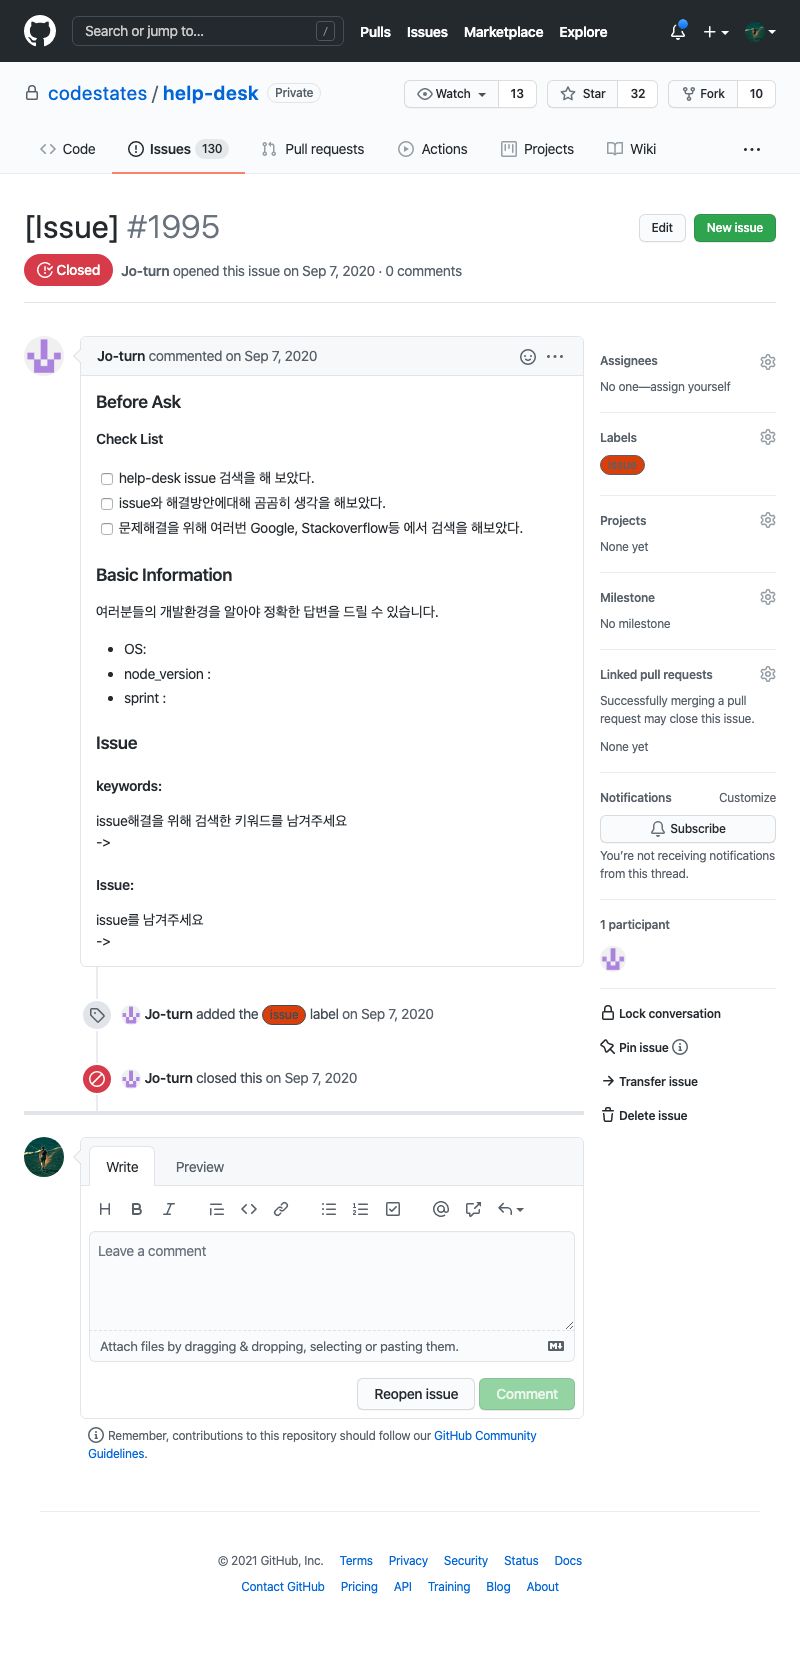 Search or jump to... /
Pulls Issues Marketplace Explore
codestates / help-desk Private
Watch 13 Star 32 Fork 10
Code Issues 130 Pull requests Actions Projects Wiki ...
[Issue] #1995
Edit New issue
Closed Jo-turn opened this issue on Sep 7, 2020 · 0 comments
Jo-turn commented on Sep 7, 2020
Before Ask
Check List
help-desk issue 검색을 해 보았다.
issue와 해결방안에대해 곰곰히 생각을 해보았다.
문제해결을 위해 여러번 Google, Stackoverflow등 에서 검색을 해보았다.
Basic Information
여러분들의 개발환경을 알아야 정확한 답변을 드릴 수 있습니다.
OS:
node_version :
sprint :
Issue
keywords:
issue해결을 위해 검색한 키워드를 남겨주세요
->
Issue:
issue를 남겨주세요
->
Jo-turn added the issue label on Sep 7, 2020
Jo-turn closed this on Sep 7, 2020
Assignees
No one—assign yourself
Labels
issue
Projects
None yet
Milestone
No milestone
Linked pull requests
Successfully merging a pull
request may close this issue.
None yet
Notifications Customize
Subscribe
You're not receiving notifications
from this thread.
1 participant
Lock conversation
Pin issue
Transfer issue
Delete issue
Write Preview
Leave a comment
Attach files by dragging & dropping, selecting or pasting them.
Reopen issue Comment
Remember, contributions to this repository should follow our GitHub Community
Guidelines.
© 2021 GitHub, Inc. Terms Privacy Security Status Docs
Contact GitHub Pricing API Training Blog About